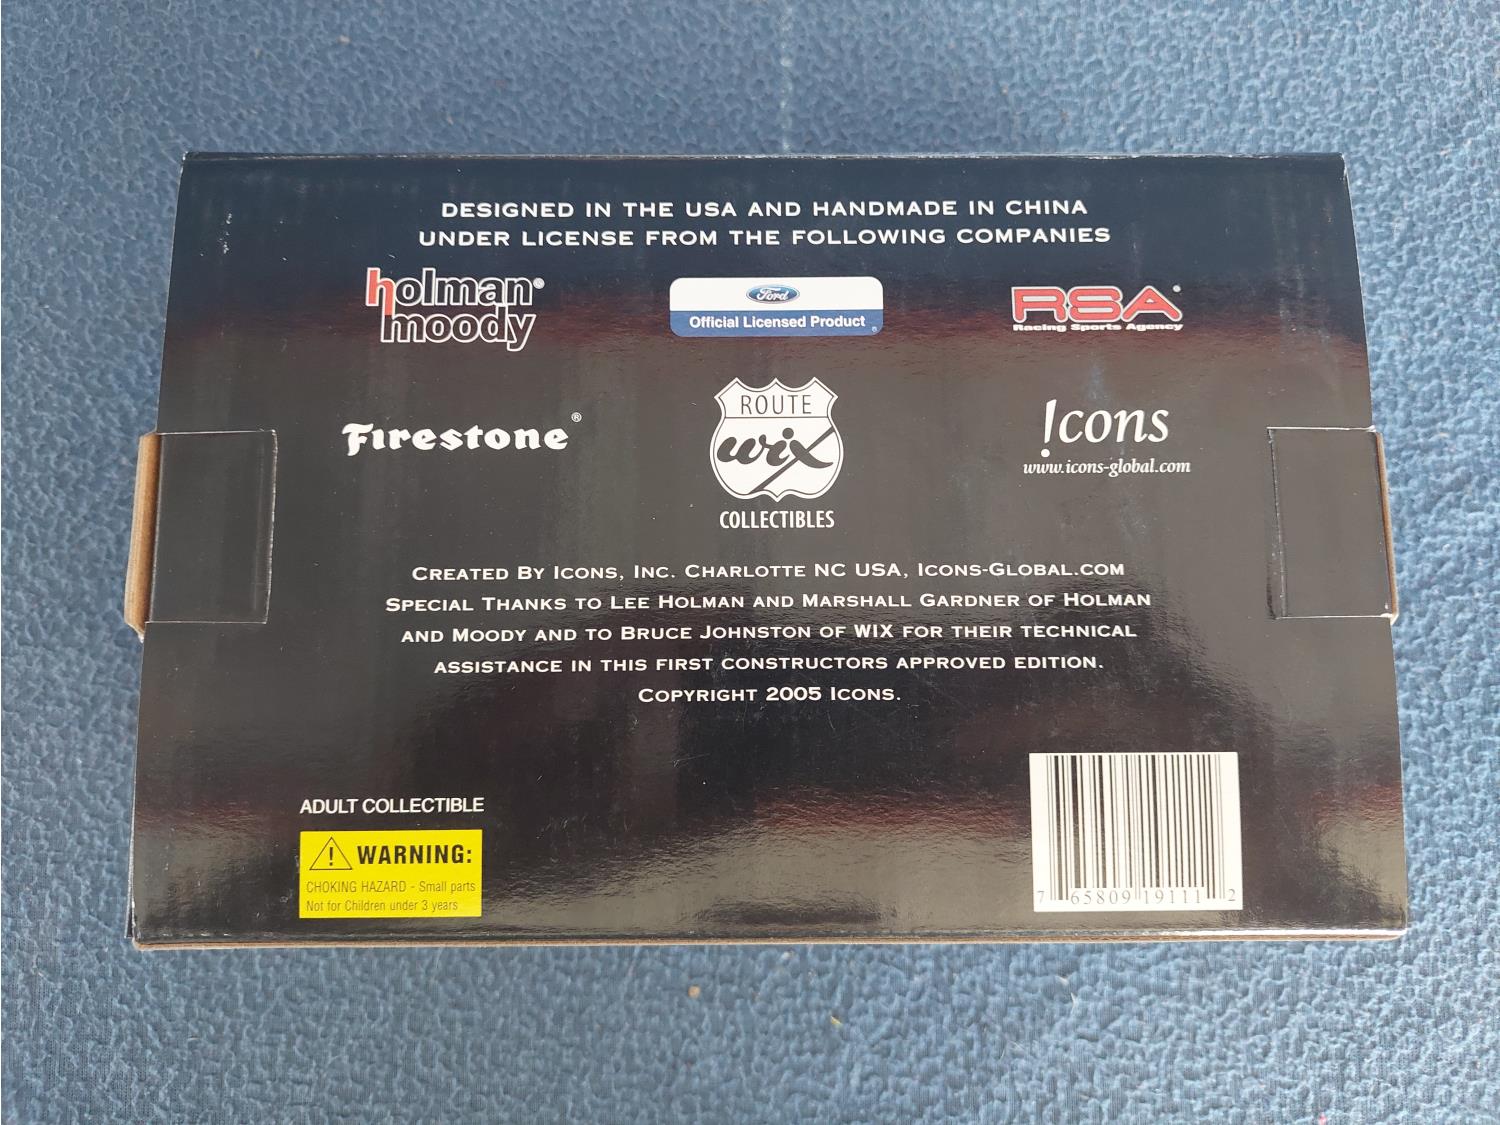 DESIGNED IN THE USA AND HANDMADE IN CHINA
UNDER LICENSE FROM THE FOLLOWING COMPANIES
holman®
moody
Ford
Official Licensed Product ®
RSA®
Racing Sports Agency
Firestone®
ROUTE
wix
COLLECTIBLES
!cons
www.icons-global.com
CREATED BY ICONS, INC. CHARLOTTE NC USA, ICONS-GLOBAL.COM
SPECIAL THANKS TO LEE HOLMAN AND MARSHALL GARDNER OF HOLMAN
AND MOODY AND TO BRUCE JOHNSTON OF WIX FOR THEIR TECHNICAL
ASSISTANCE IN THIS FIRST CONSTRUCTORS APPROVED EDITION.
COPYRIGHT 2005 ICONS.
ADULT COLLECTIBLE
! WARNING:
CHOKING HAZARD - Small parts
Not for Children under 3 years
7 65809 19111 2